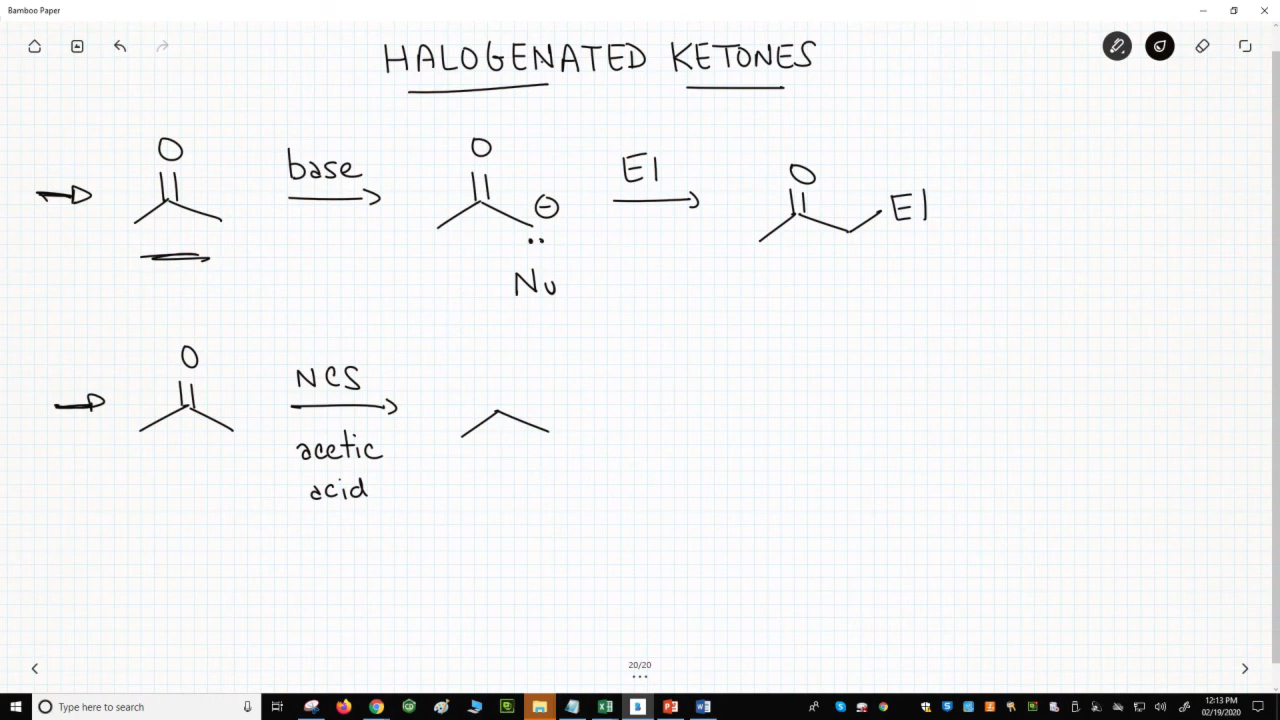 Bamboo Paper
HALOGENATED KETONES
O
base
O
⊖
Nu
El
O
El
O
NCS
acetic
acid
20/20
Type here to search
12:13 PM
02/19/2020